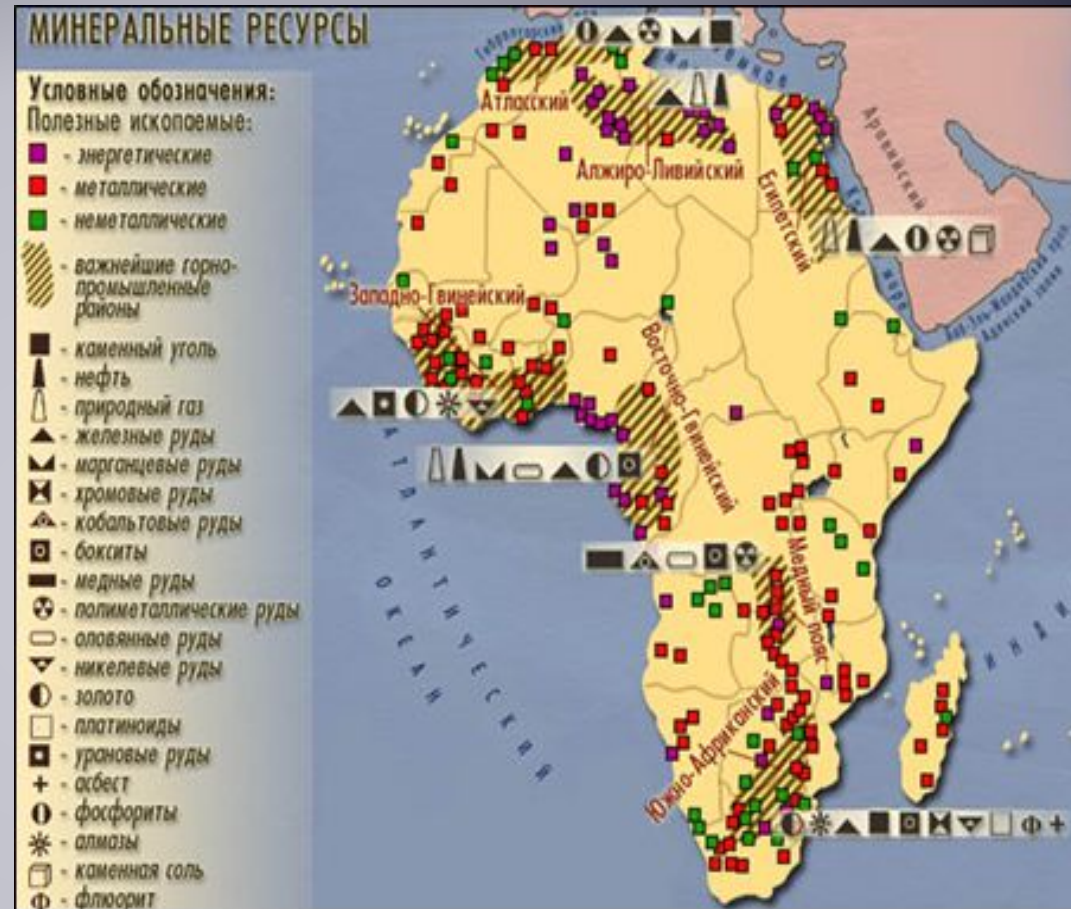 МИНЕРАЛЬНЫЕ РЕСУРСЫ
Условные обозначения:
Полезные ископаемые:
- энергетические
- металлические
- неметаллические
- важнейшие горно-
промышленные
районы
- каменный уголь
- нефть
- природный газ
- железные руды
- марганцевые руды
- хромовые руды
- кобальтовые руды
- бокситы
- медные руды
- полиметаллические руды
- оловянные руды
- никелевые руды
- золото
- платиноиды
- урановые руды
- асбест
- фосфориты
- алмазы
- каменная соль
- флюорит
Атласский
Алжиро-Ливийский
Египетский
Аравийский
море
Западно-Гвинейский
Восточно-Гвинейский
Медный пояс
Южно-Африканский
АТЛАНТИЧЕСКИЙ
ОКЕАН
ИНДИ